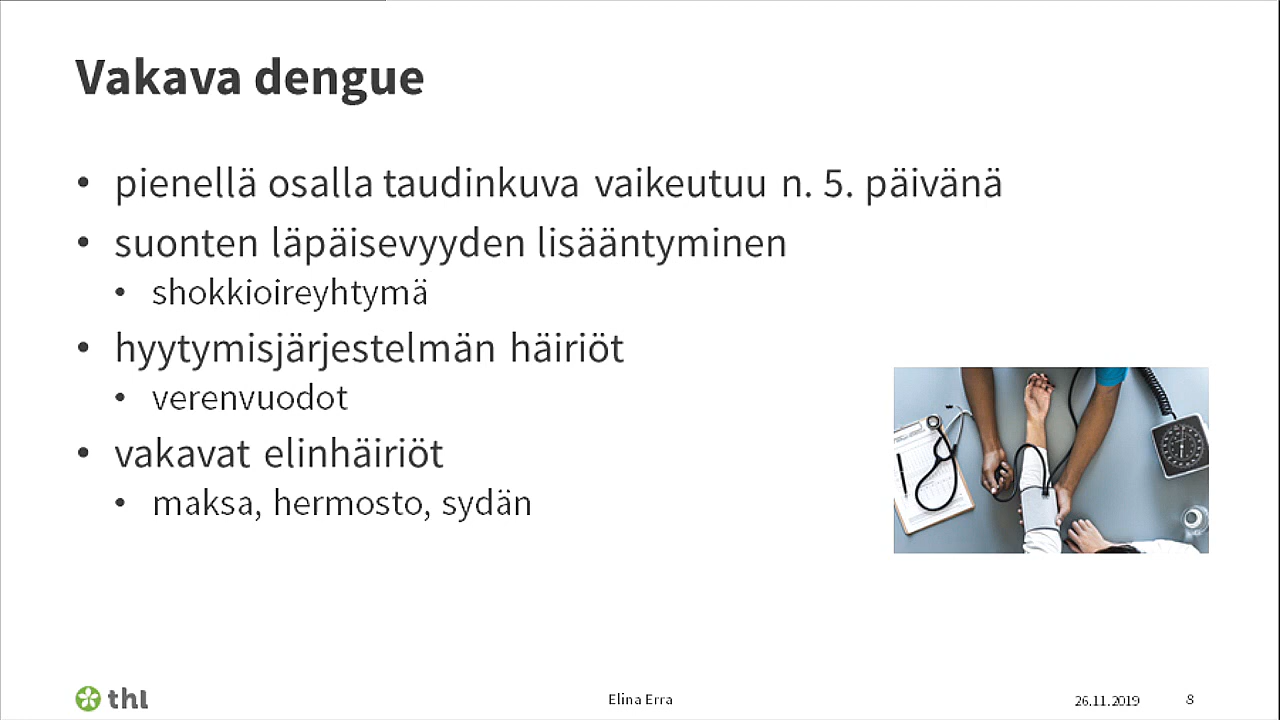 Vakava dengue
• pienellä osalla taudinkuva vaikeutuu n. 5. päivänä
• suonten läpäisevyyden lisääntyminen
• shokkioireyhtymä
• hyytymisjärjestelmän häiriöt
• verenvuodot
• vakavat elinhäiriöt
• maksa, hermosto, sydän
thl
Elina Erra
26.11.2019
8